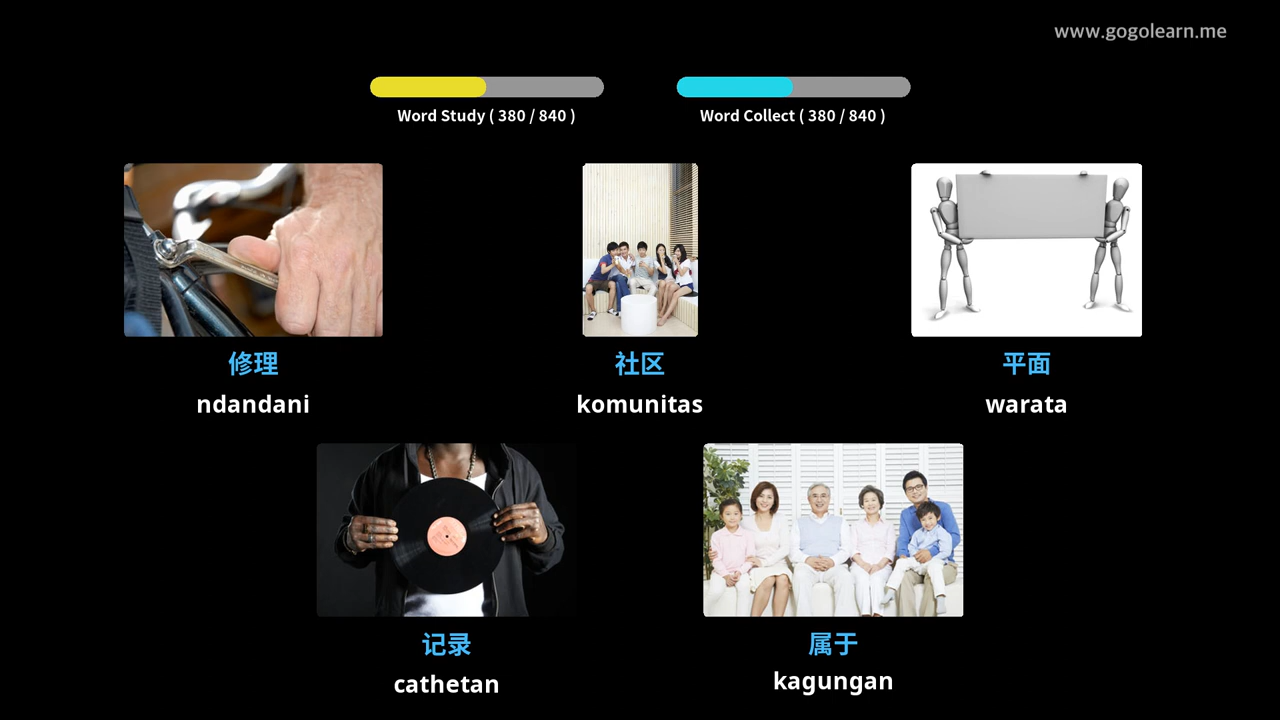 www.gogolearn.me
Word Study ( 380 / 840 )
Word Collect ( 380 / 840 )
修理
ndandani
社区
komunitas
平面
warata
记录
cathetan
属于
kagungan